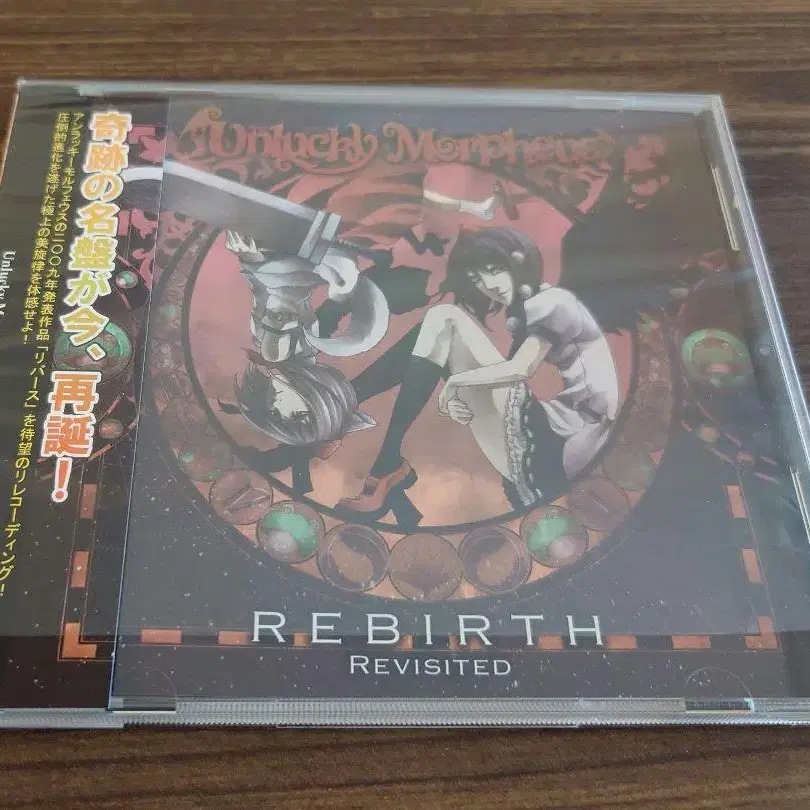 Unlucky Morpheus
奇跡の名盤が今、再誕!
アンラッキーモルフェウスの二〇〇九年発表作品「リバース」を待望のリレコーディング!
圧倒的進化を遂げた極上の美旋律を体感せよ!
REBIRTH
REVISITED